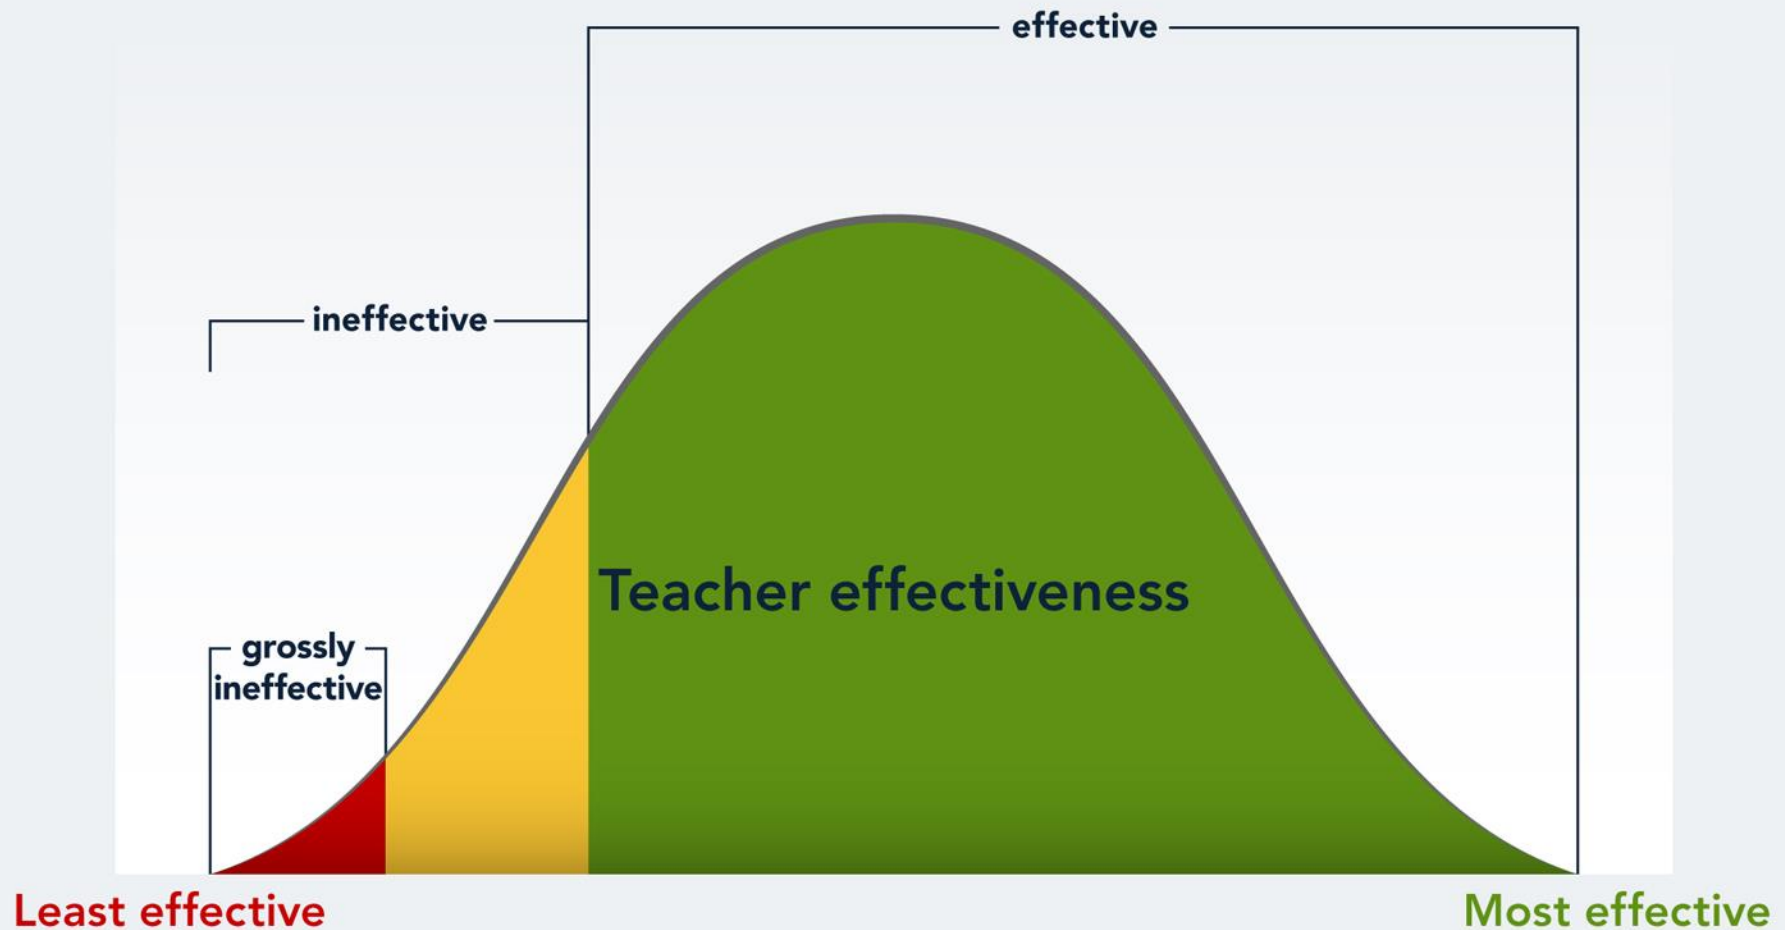 effective
ineffective
Teacher effectiveness
grossly
ineffective
Least effective
Most effective